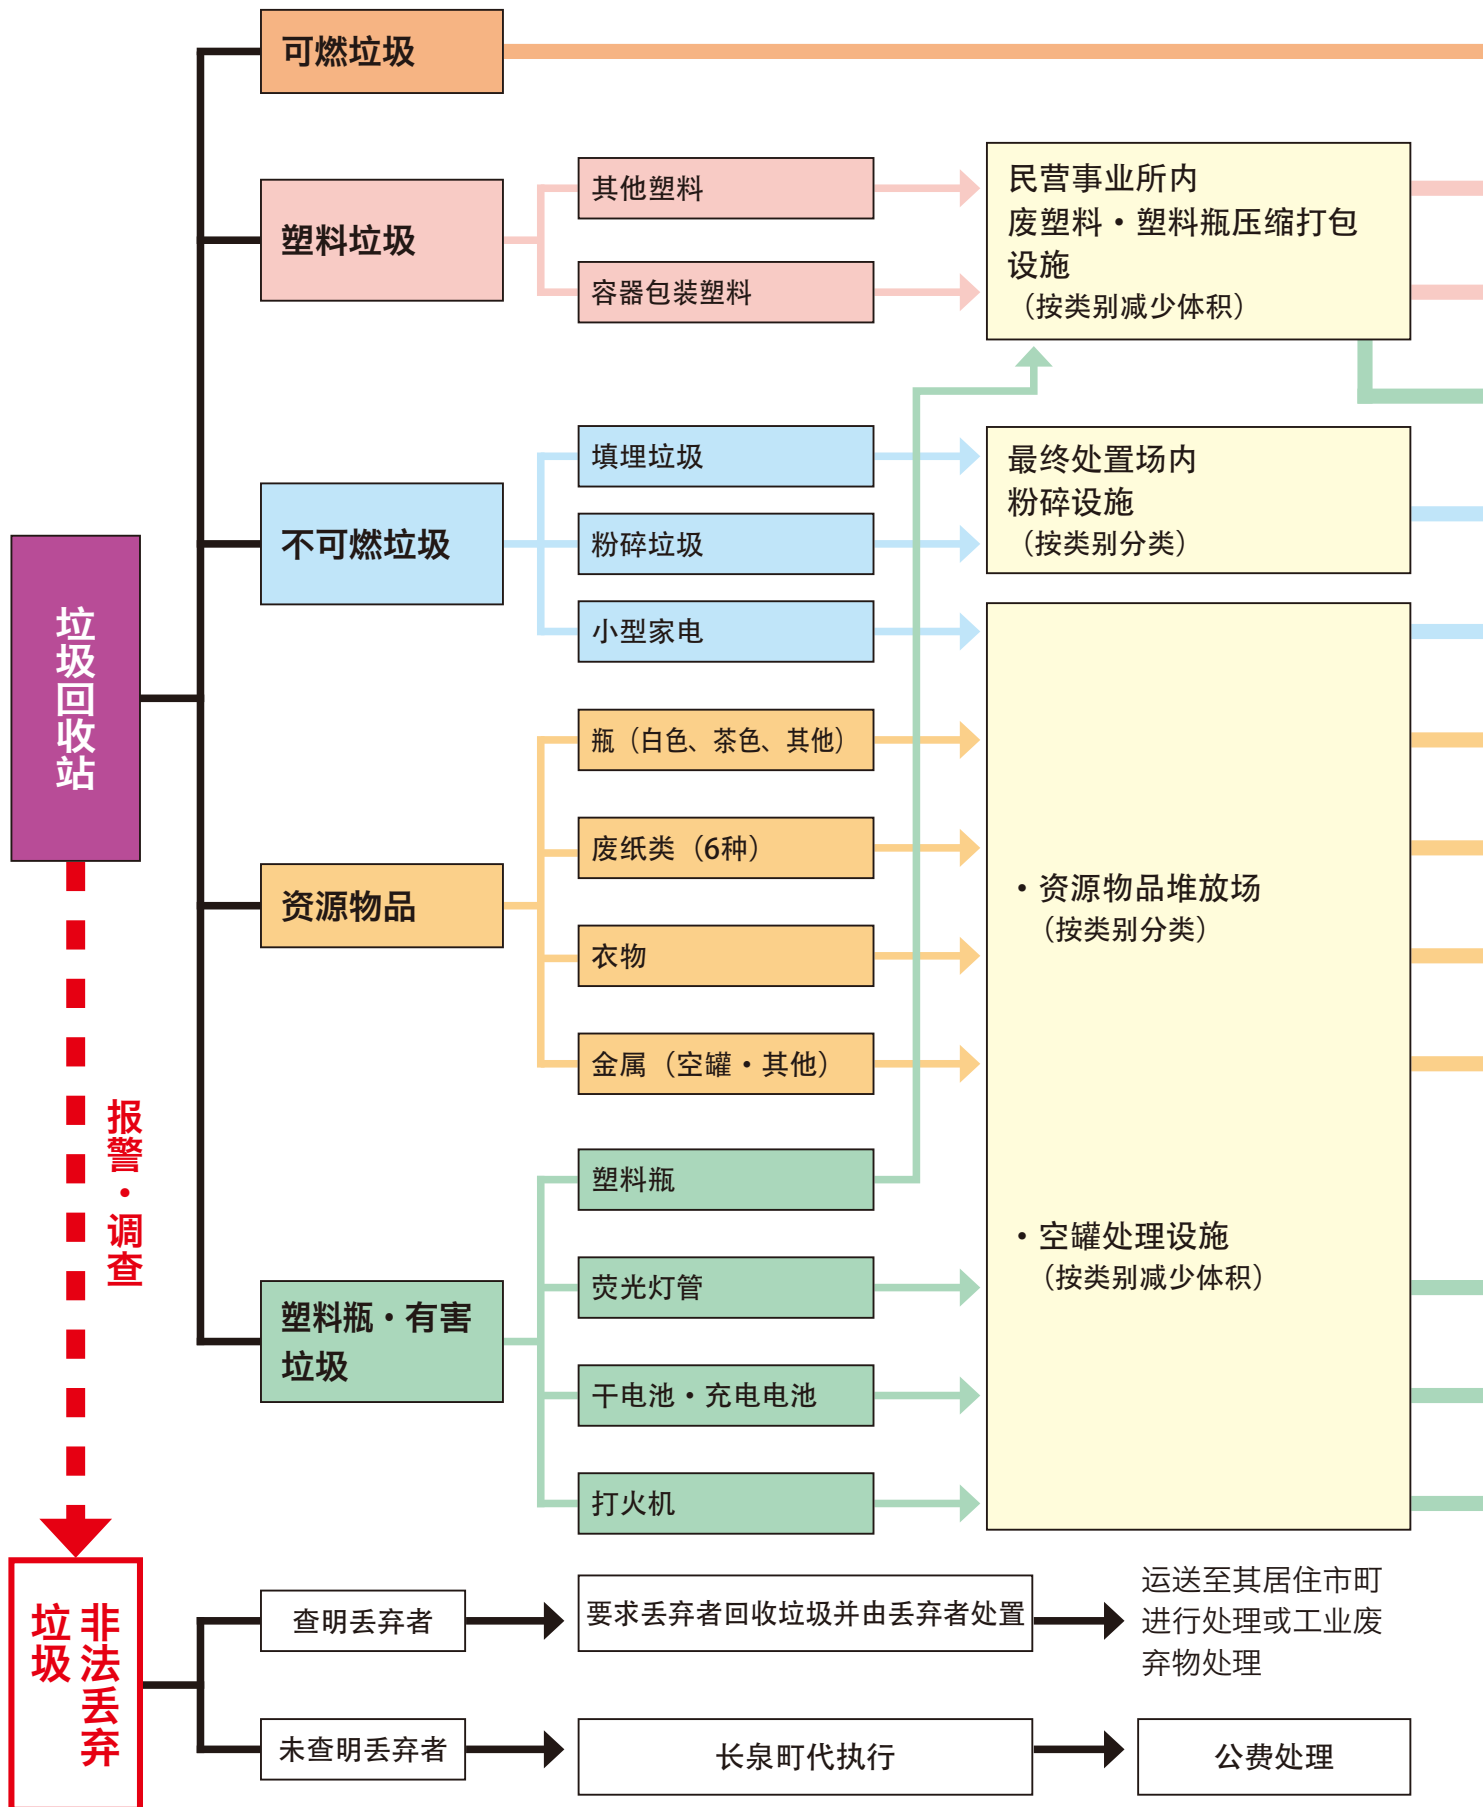 可燃垃圾
塑料垃圾
其他塑料
容器包装塑料
民营事业所内
废塑料・塑料瓶压缩打包
设施
（按类别减少体积）
不可燃垃圾
填埋垃圾
粉碎垃圾
小型家电
最终处置场内
粉碎设施
（按类别分类）
垃圾回收站
资源物品
瓶（白色、茶色、其他）
废纸类（6种）
衣物
金属（空罐・其他）
・资源物品堆放场
（按类别分类）
・空罐处理设施
（按类别减少体积）
塑料瓶・有害
垃圾
塑料瓶
荧光灯管
干电池・充电电池
打火机
报警・调查
非法丢弃
垃圾
查明丢弃者
要求丢弃者回收垃圾并由丢弃者处置
运送至其居住市町
进行处理或工业废
弃物处理
未查明丢弃者
长泉町代执行
公费处理